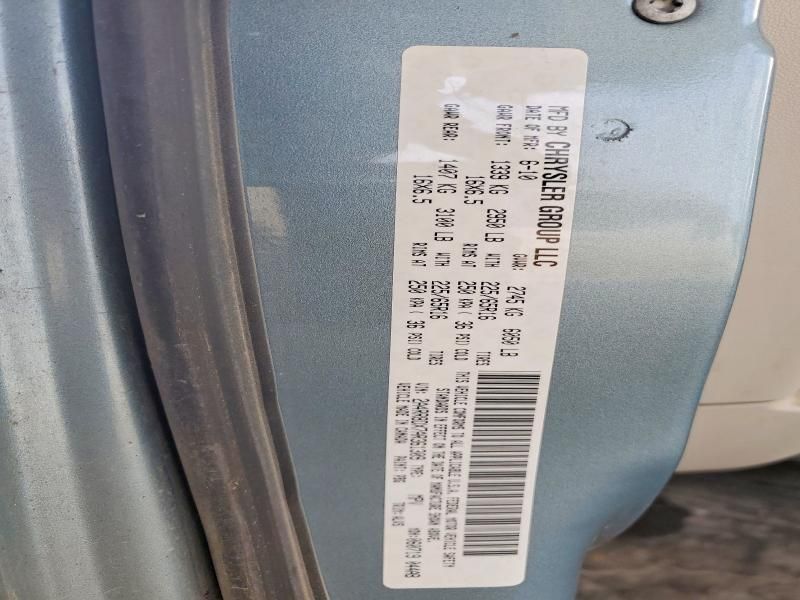 MFD BY CHRYSLER GROUP LLC
DATE OF MFR: 6-10 GVWR: 2745 KG 6050 LB
GAWR FRONT: 1339 KG 2950 LB WITH 225/65R16 TIRES
16X6.5 RIMS AT 250 KPA( 36 PSI) COLD
GAWR REAR: 1407 KG 3100 LB WITH 225/65R16 TIRES
16X6.5 RIMS AT 250 KPA( 36 PSI) COLD
THIS VEHICLE CONFORMS TO ALL APPLICABLE U.S.A. FEDERAL MOTOR VEHICLE SAFETY
STANDARDS IN EFFECT ON THE DATE OF MANUFACTURE SHOWN ABOVE.
VIN: TYPE: MPV
VEHICLE MADE IN CANADA PAINT: TRIM: